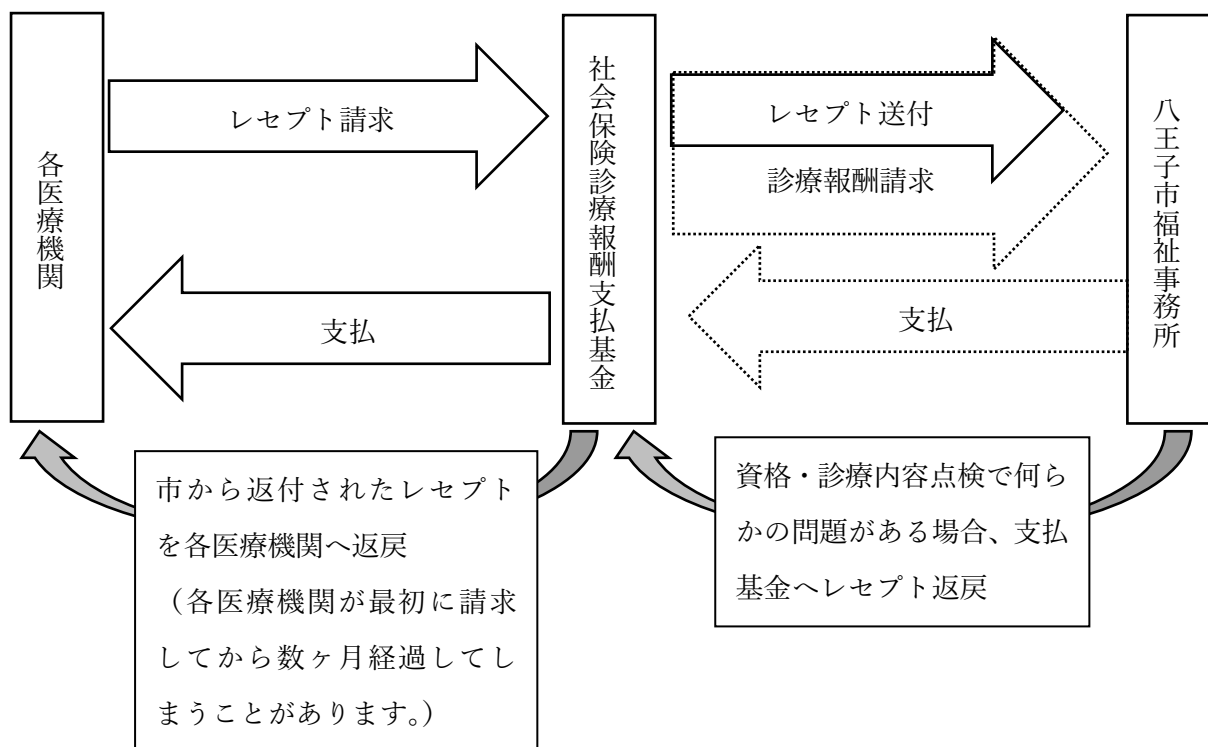 各医療機関
レセプト請求
支払
社会保険診療報酬支払基金
レセプト送付
診療報酬請求
支払
八王子市福祉事務所
市から返付されたレセプト
を各医療機関へ返戻
（各医療機関が最初に請求
してから数ヶ月経過してし
まうことがあります。）
資格・診療内容点検で何ら
かの問題がある場合、支払
基金へレセプト返戻